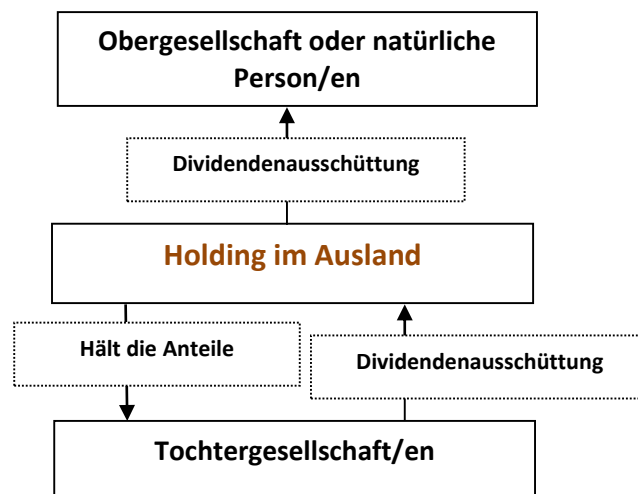 Obergesellschaft oder natürliche
Person/en
Dividendenausschüttung
Holding im Ausland
Hält die Anteile
Dividendenausschüttung
Tochtergesellschaft/en